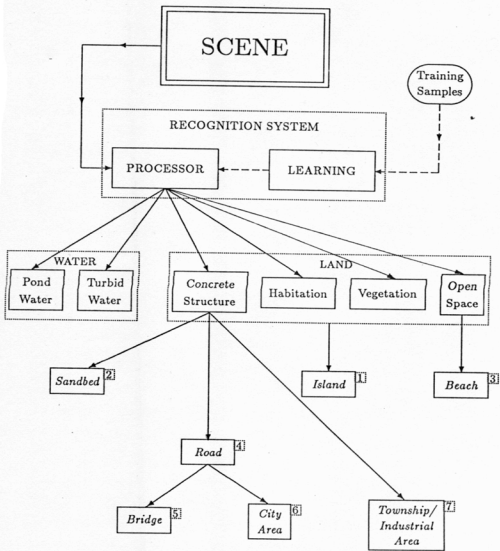 SCENE
Training
Samples
RECOGNITION SYSTEM
PROCESSOR
LEARNING
WATER
LAND
Pond
Water
Turbid
Water
Concrete
Structure
Habitation
Vegetation
Open
Space
Sandbed
2
Island
1
Beach
3
Road
4
Bridge
5
City
Area
6
Township/
Industrial
Area
7